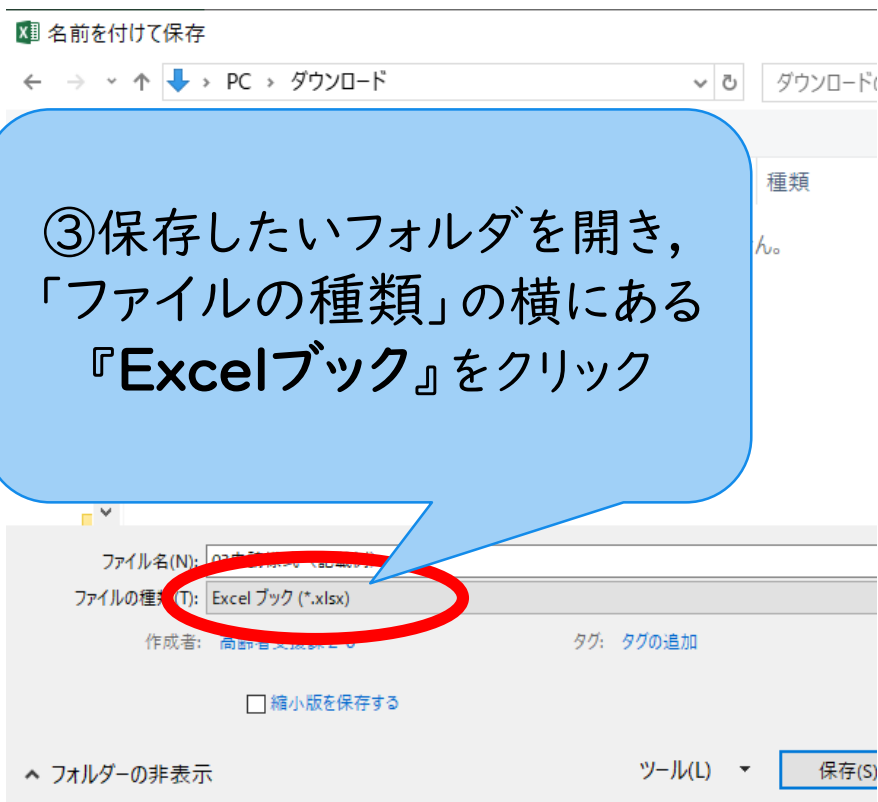 名前を付けて保存
PC › ダウンロード
ダウンロード
種類
ん。
③保存したいフォルダを開き,
「ファイルの種類」の横にある
『Excelブック』をクリック
ファイル名(N):
ファイルの種類(T): Excel ブック (*.xlsx)
作成者: タグ: タグの追加
縮小版を保存する
フォルダーの非表示 ツール(L) 保存(S)